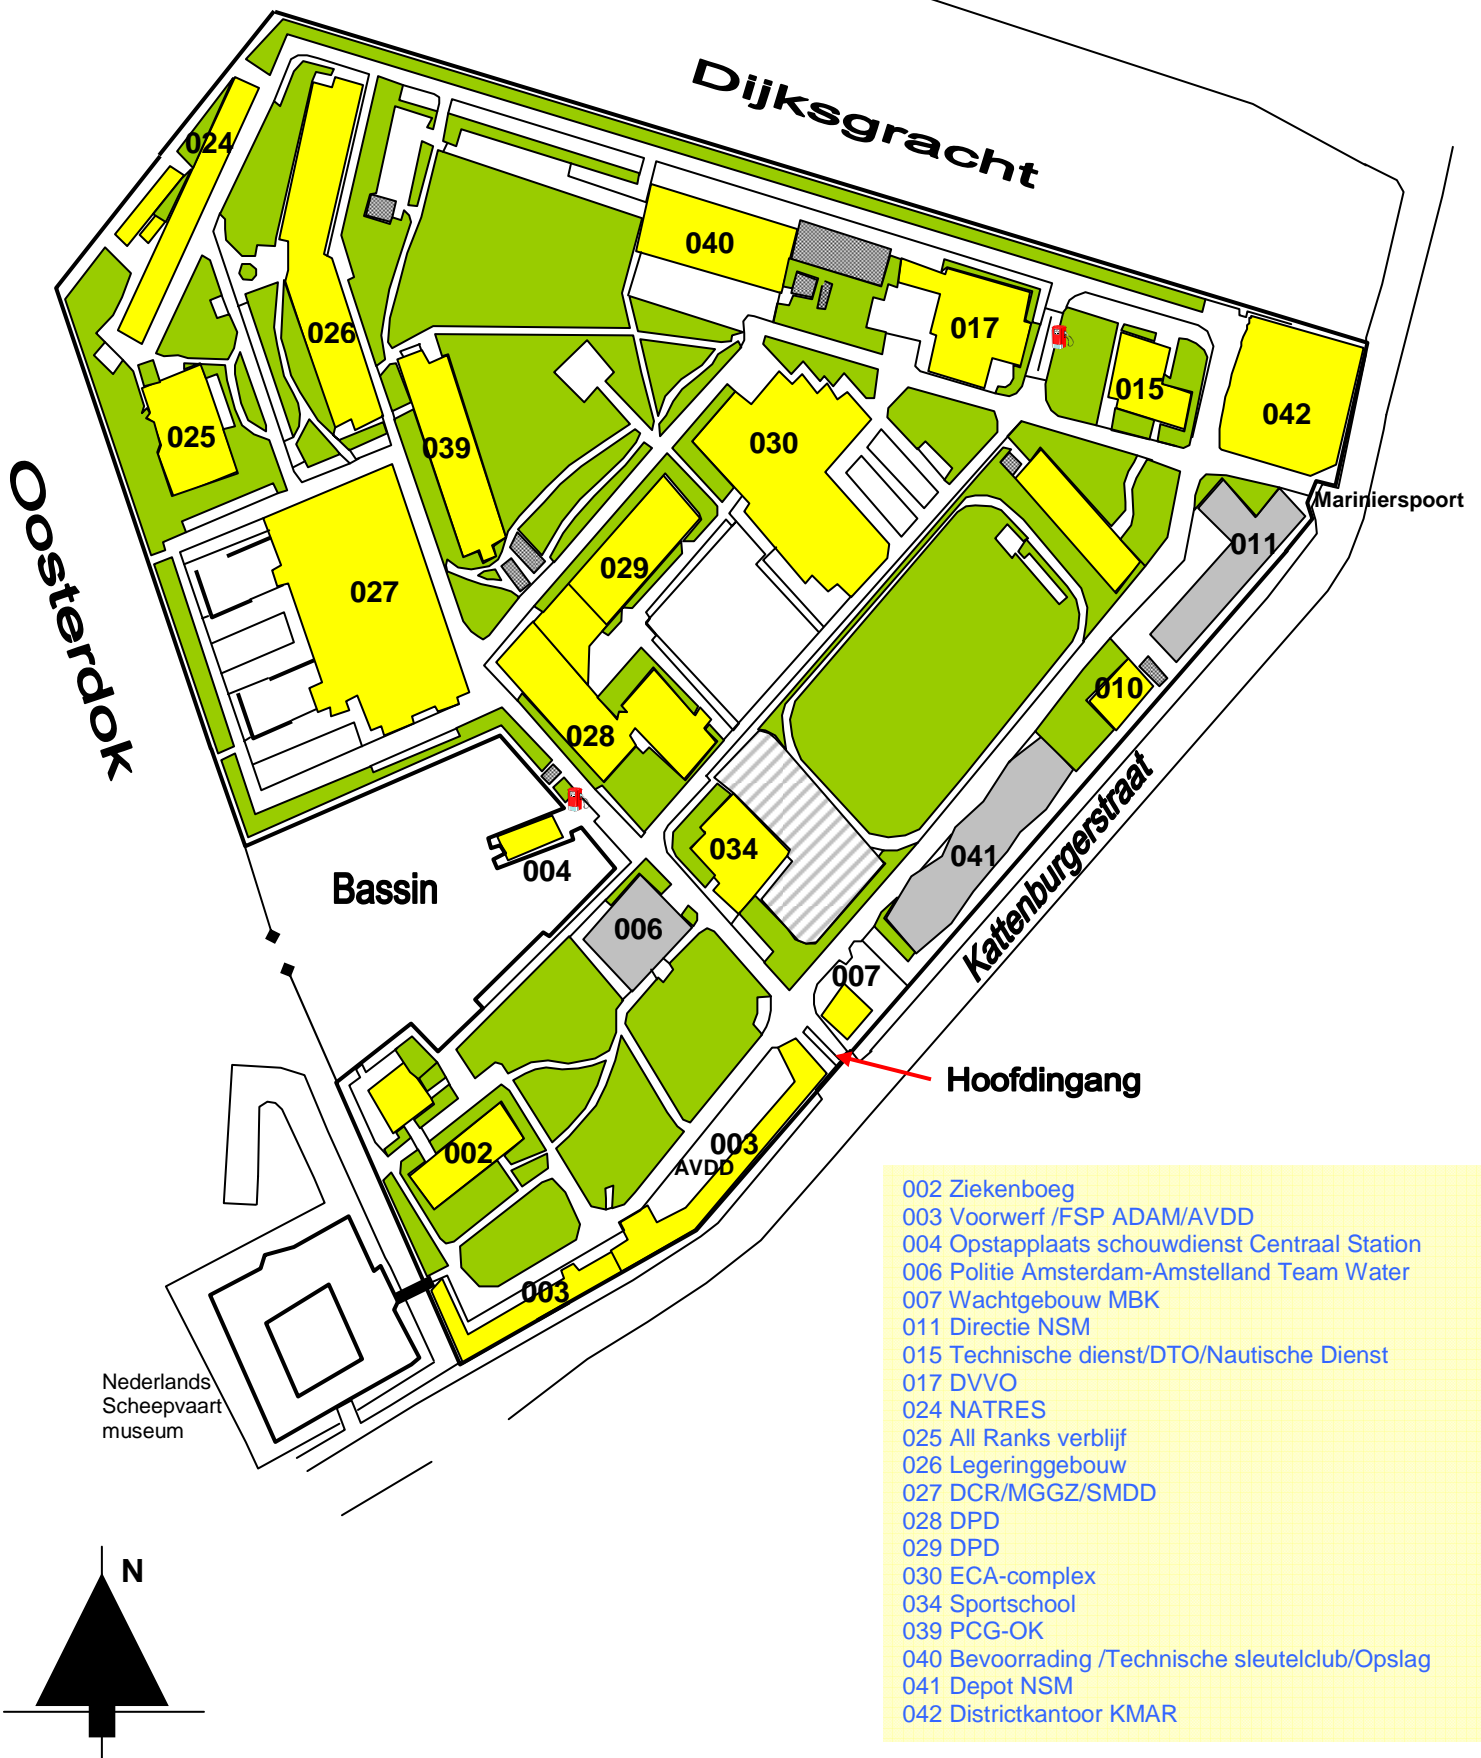 Dijksgracht
024
040
026
017
015
042
025
039
030
Marinierspoort
011
Oosterdok
027
029
010
028
034
041
Kattenburgerstraat
004
Bassin
006
007
Hoofdingang
002
003
AVDD
003
Nederlands
Scheepvaart
museum
N
002 Ziekenboeg
003 Voorwerf /FSP ADAM/AVDD
004 Opstapplaats schouwdienst Centraal Station
006 Politie Amsterdam-Amstelland Team Water
007 Wachtgebouw MBK
011 Directie NSM
015 Technische dienst/DTO/Nautische Dienst
017 DVVO
024 NATRES
025 All Ranks verblijf
026 Legeringgebouw
027 DCR/MGGZ/SMDD
028 DPD
029 DPD
030 ECA-complex
034 Sportschool
039 PCG-OK
040 Bevoorrading /Technische sleutelclub/Opslag
041 Depot NSM
042 Districtkantoor KMAR